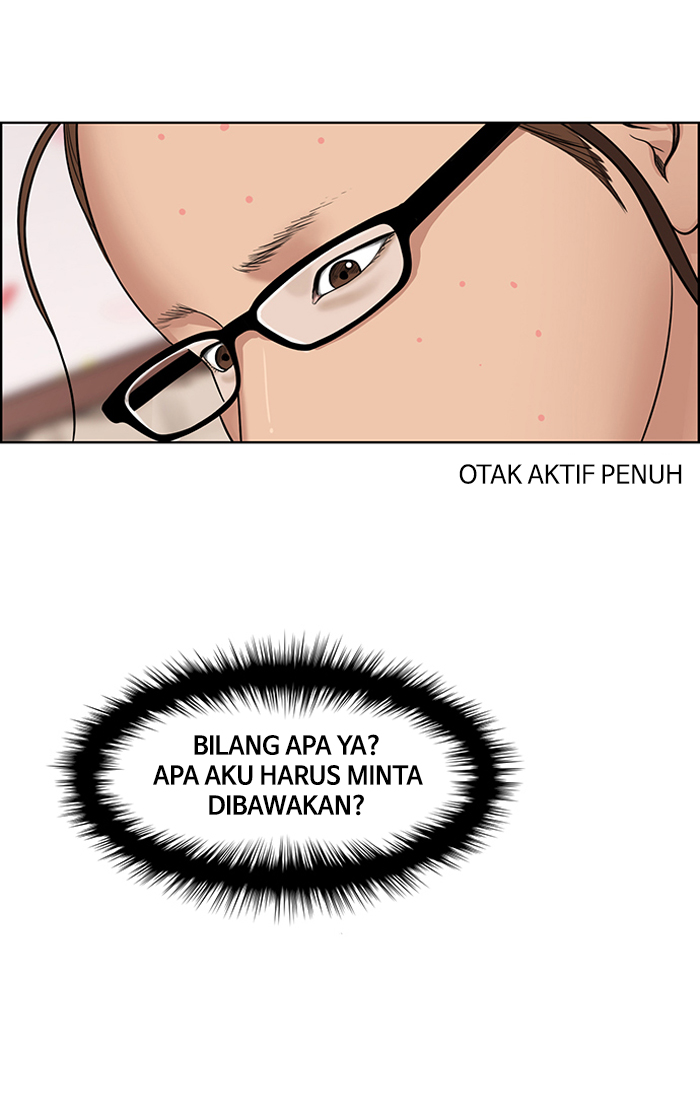 OTAK AKTIF PENUH
BILANG APA YA?
APA AKU HARUS MINTA
DIBAWAKAN?